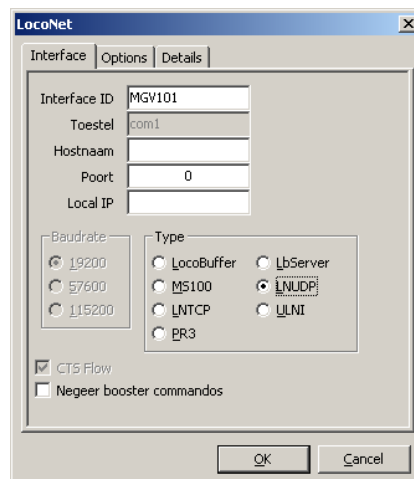 LocoNet
Interface Options Details
Interface ID MGV101
Toestel com1
Hostnaam
Poort 0
Local IP
Baudrate Type
19200 LocoBuffer LbServer
57600 MS100 LNUDP
115200 LNTCP ULNI
PR3
CTS Flow
Negeer booster commandos
OK Cancel